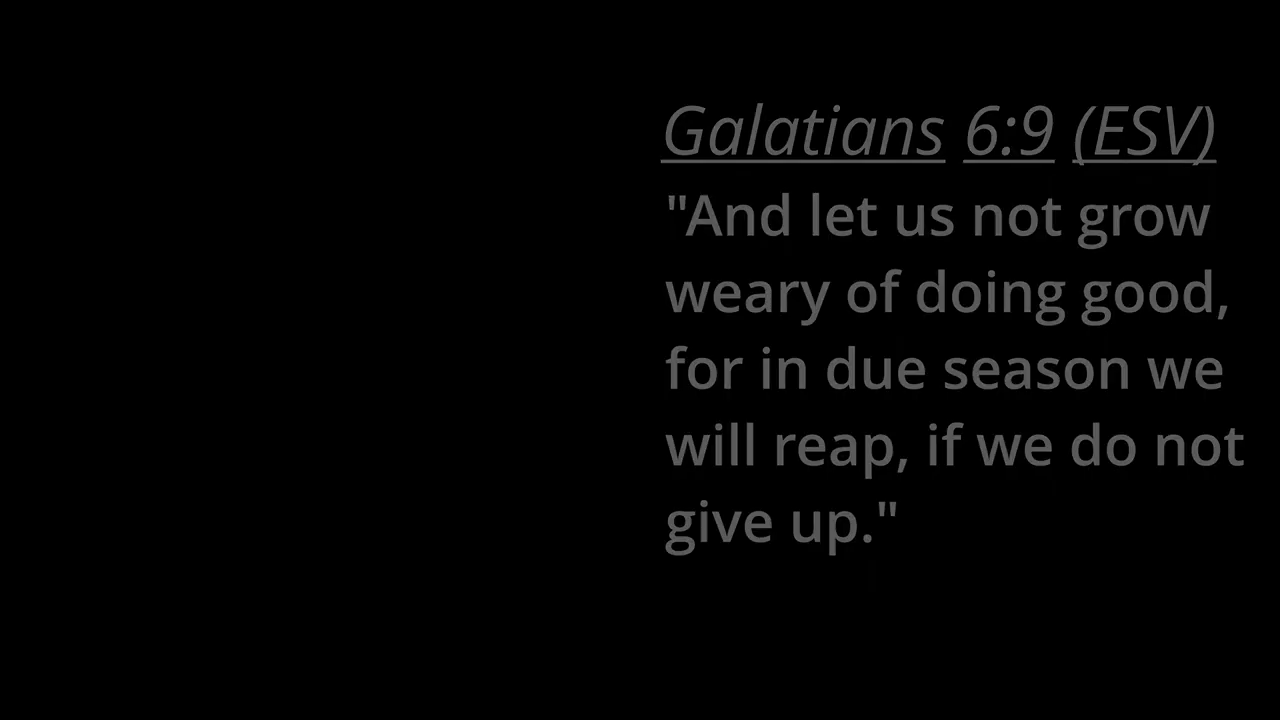 Galatians 6:9 (ESV)
"And let us not grow
weary of doing good,
for in due season we
will reap, if we do not
give up."